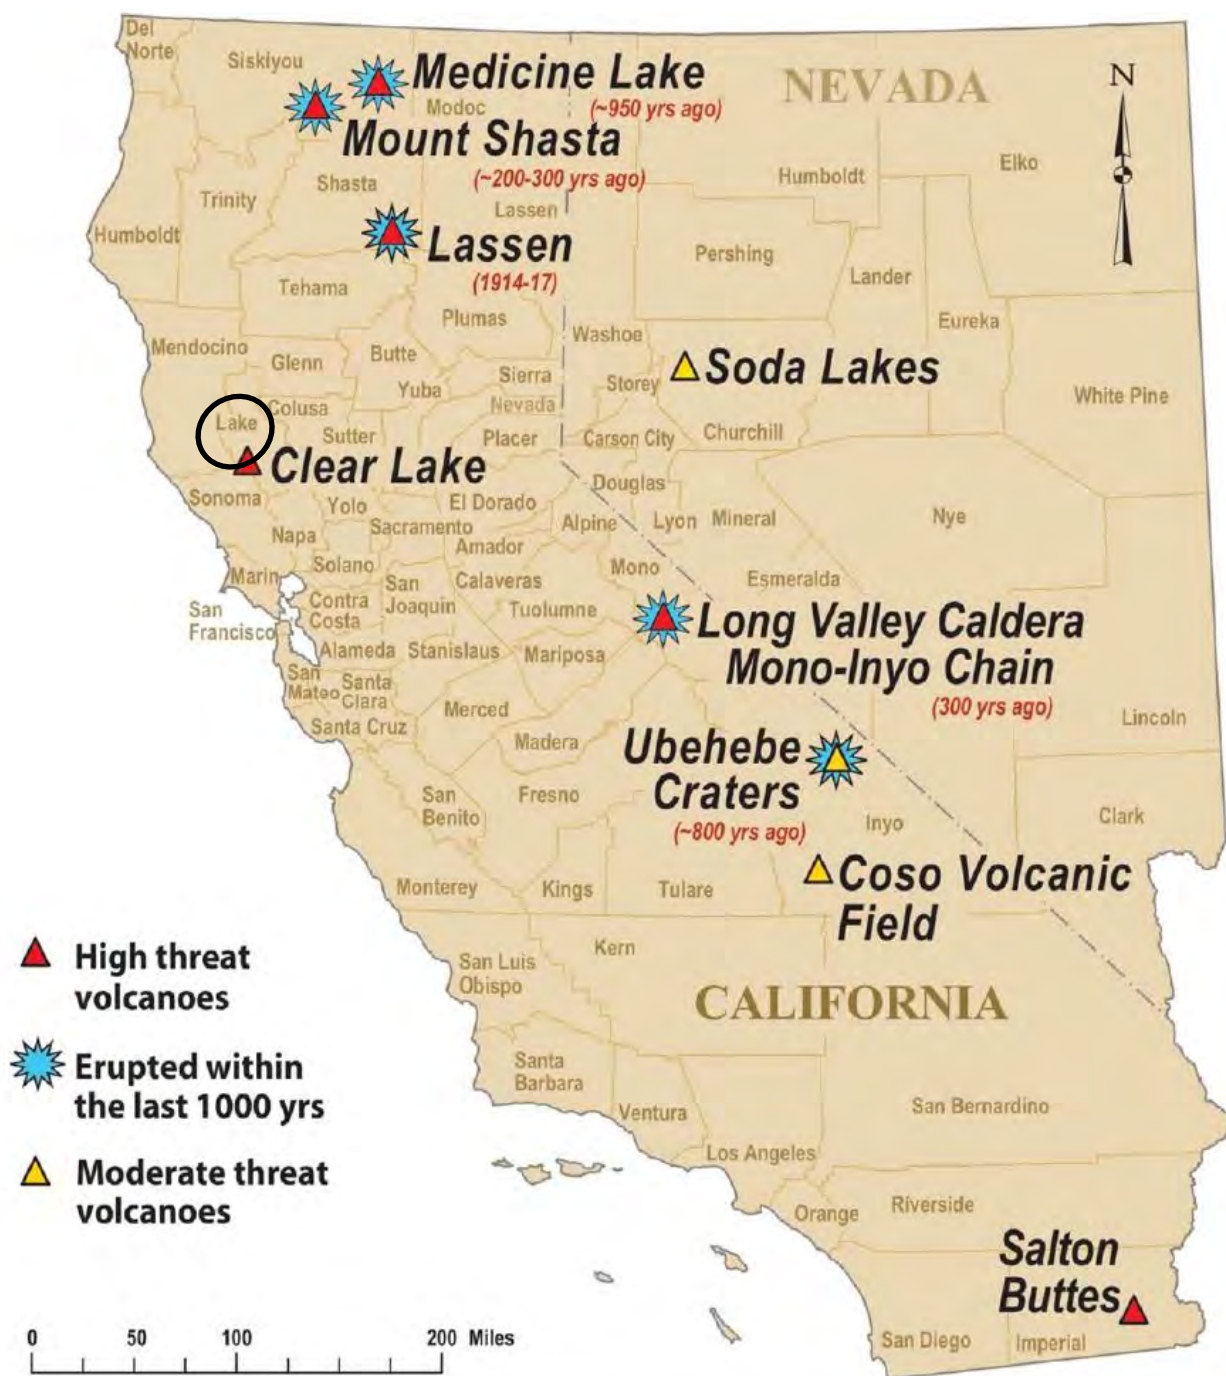 Del
Norte
Siskiyou
Medicine Lake
(~950 yrs ago)
Modoc
NEVADA
N
Mount Shasta
(~200-300 yrs ago)
Shasta
Trinity
Humboldt
Lassen
Lassen
(1914-17)
Humboldt
Elko
Pershing
Lander
Eureka
Tehama
Plumas
Washoe
Mendocino
Glenn
Butte
Yuba
Sierra
Storey
Soda Lakes
White Pine
Colusa
Lake
Nevada
Sutter
Placer
Carson City
Churchill
Clear Lake
Douglas
Sonoma
Yolo
El Dorado
Napa
Sacramento
Alpine
Lyon
Mineral
Nye
Amador
Marin
Solano
San
Joaquin
Calaveras
Mono
Esmeralda
San
Francisco
Contra
Costa
Tuolumne
Long Valley Caldera
Mono-Inyo Chain
(300 yrs ago)
Alameda
Stanislaus
Mariposa
San
Mateo
Santa
Clara
Merced
Santa Cruz
Madera
Lincoln
Ubehebe
Craters
(~800 yrs ago)
San
Benito
Fresno
Inyo
Clark
Monterey
Kings
Tulare
Coso Volcanic
Field
Kern
San Luis
Obispo
CALIFORNIA
High threat
volcanoes
Erupted within
the last 1000 yrs
Moderate threat
volcanoes
Santa
Barbara
Ventura
San Bernardino
Los Angeles
Orange
Riverside
Salton
Buttes
San Diego
Imperial
0 50 100 200 Miles